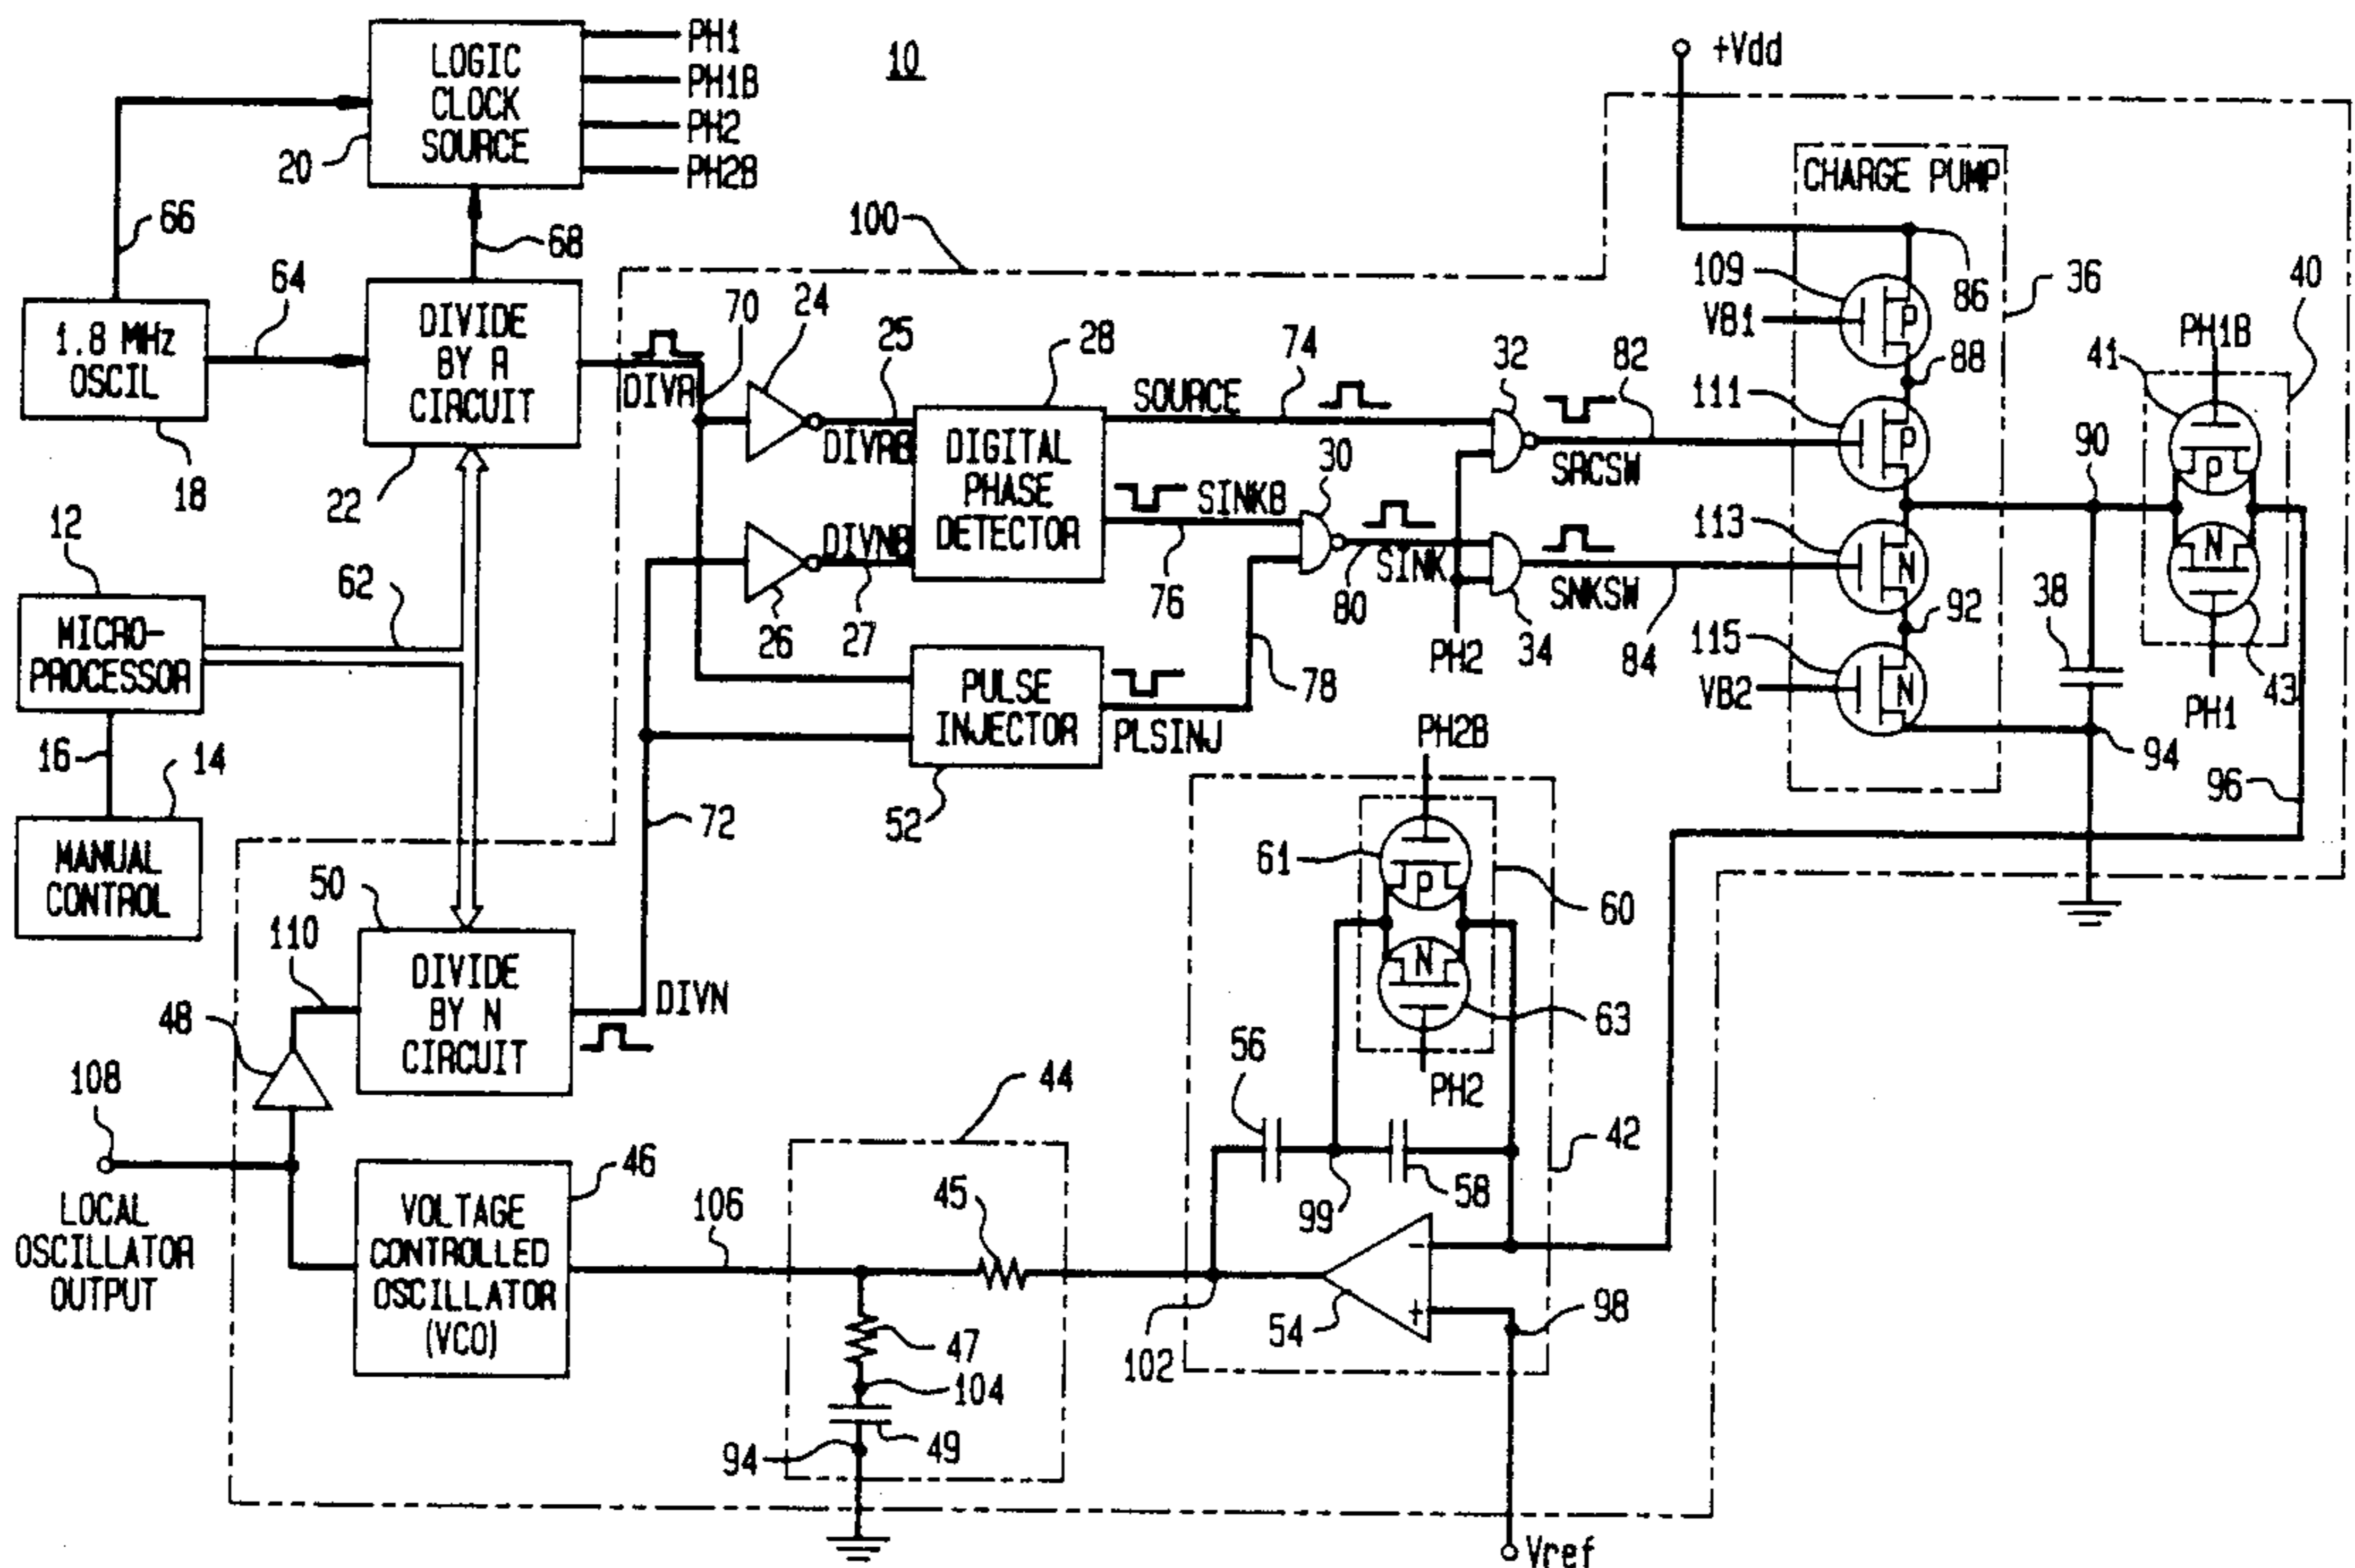 10
LOGIC
CLOCK
SOURCE
20
PH1
PH1B
PH2
PH2B
66
68
64
1.8 MHz
OSCIL
18
DIVIDE
BY A
CIRCUIT
22
12
MICRO-
PROCESSOR
62
16
14
MANUAL
CONTROL
100
70
DIVA
24
25
DIVAB
26
27
DIVNB
28
DIGITAL
PHASE
DETECTOR
SOURCE
74
SINKB
76
32
30
82
SRCSW
SINK
80
PH2
34
SNKSW
84
PULSE
INJECTOR
52
PLSINJ
78
72
+Vdd
CHARGE PUMP
109
VB1
P
86
36
88
111
P
113
N
92
115
VB2
N
90
38
94
40
41
PH1B
P
N
43
PH1
96
PH2B
61
P
60
N
63
PH2
56
99
58
42
54
-
+
98
102
Vref
44
45
47
104
49
94
106
50
DIVIDE
BY N
CIRCUIT
DIVN
110
48
108
LOCAL
OSCILLATOR
OUTPUT
46
VOLTAGE
CONTROLLED
OSCILLATOR
(VCO)